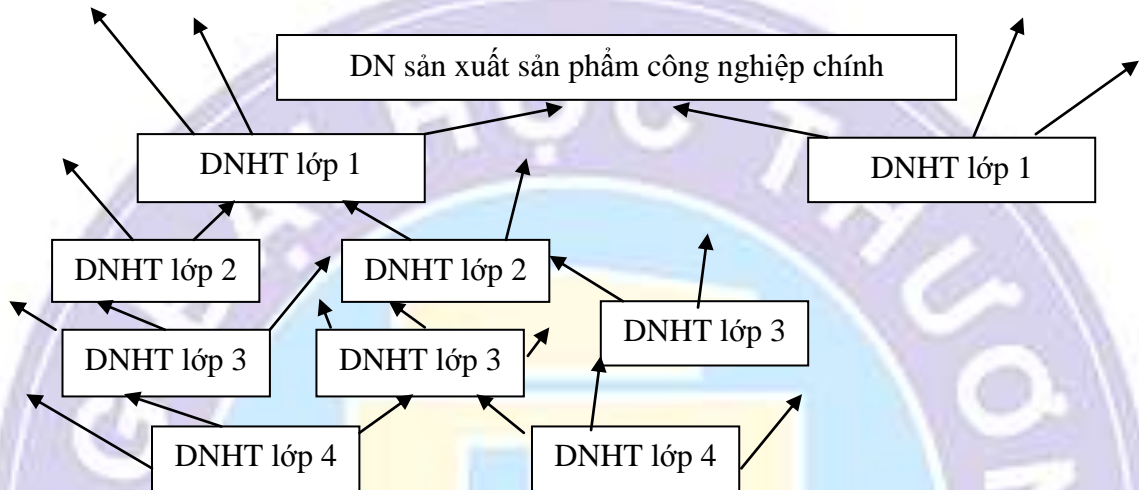 DN sản xuất sản phẩm công nghiệp chính
DNHT lớp 1
DNHT lớp 1
DNHT lớp 2
DNHT lớp 2
DNHT lớp 3
DNHT lớp 3
DNHT lớp 3
DNHT lớp 4
DNHT lớp 4